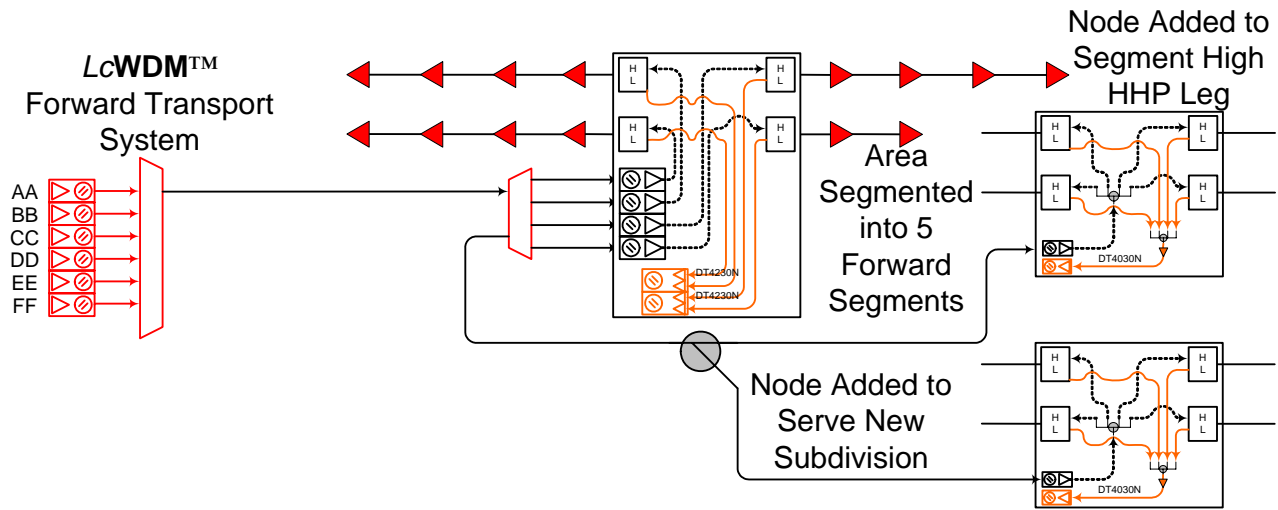 LcWDM™
Forward Transport
System
AA
BB
CC
DD
EE
FF
H
L
H
L
H
L
H
L
DT4230N
DT4230N
Area
Segmented
into 5
Forward
Segments
Node Added to
Segment High
HHP Leg
H
L
H
L
H
L
H
L
DT4030N
Node Added to
Serve New
Subdivision
H
L
H
L
H
L
H
L
DT4030N